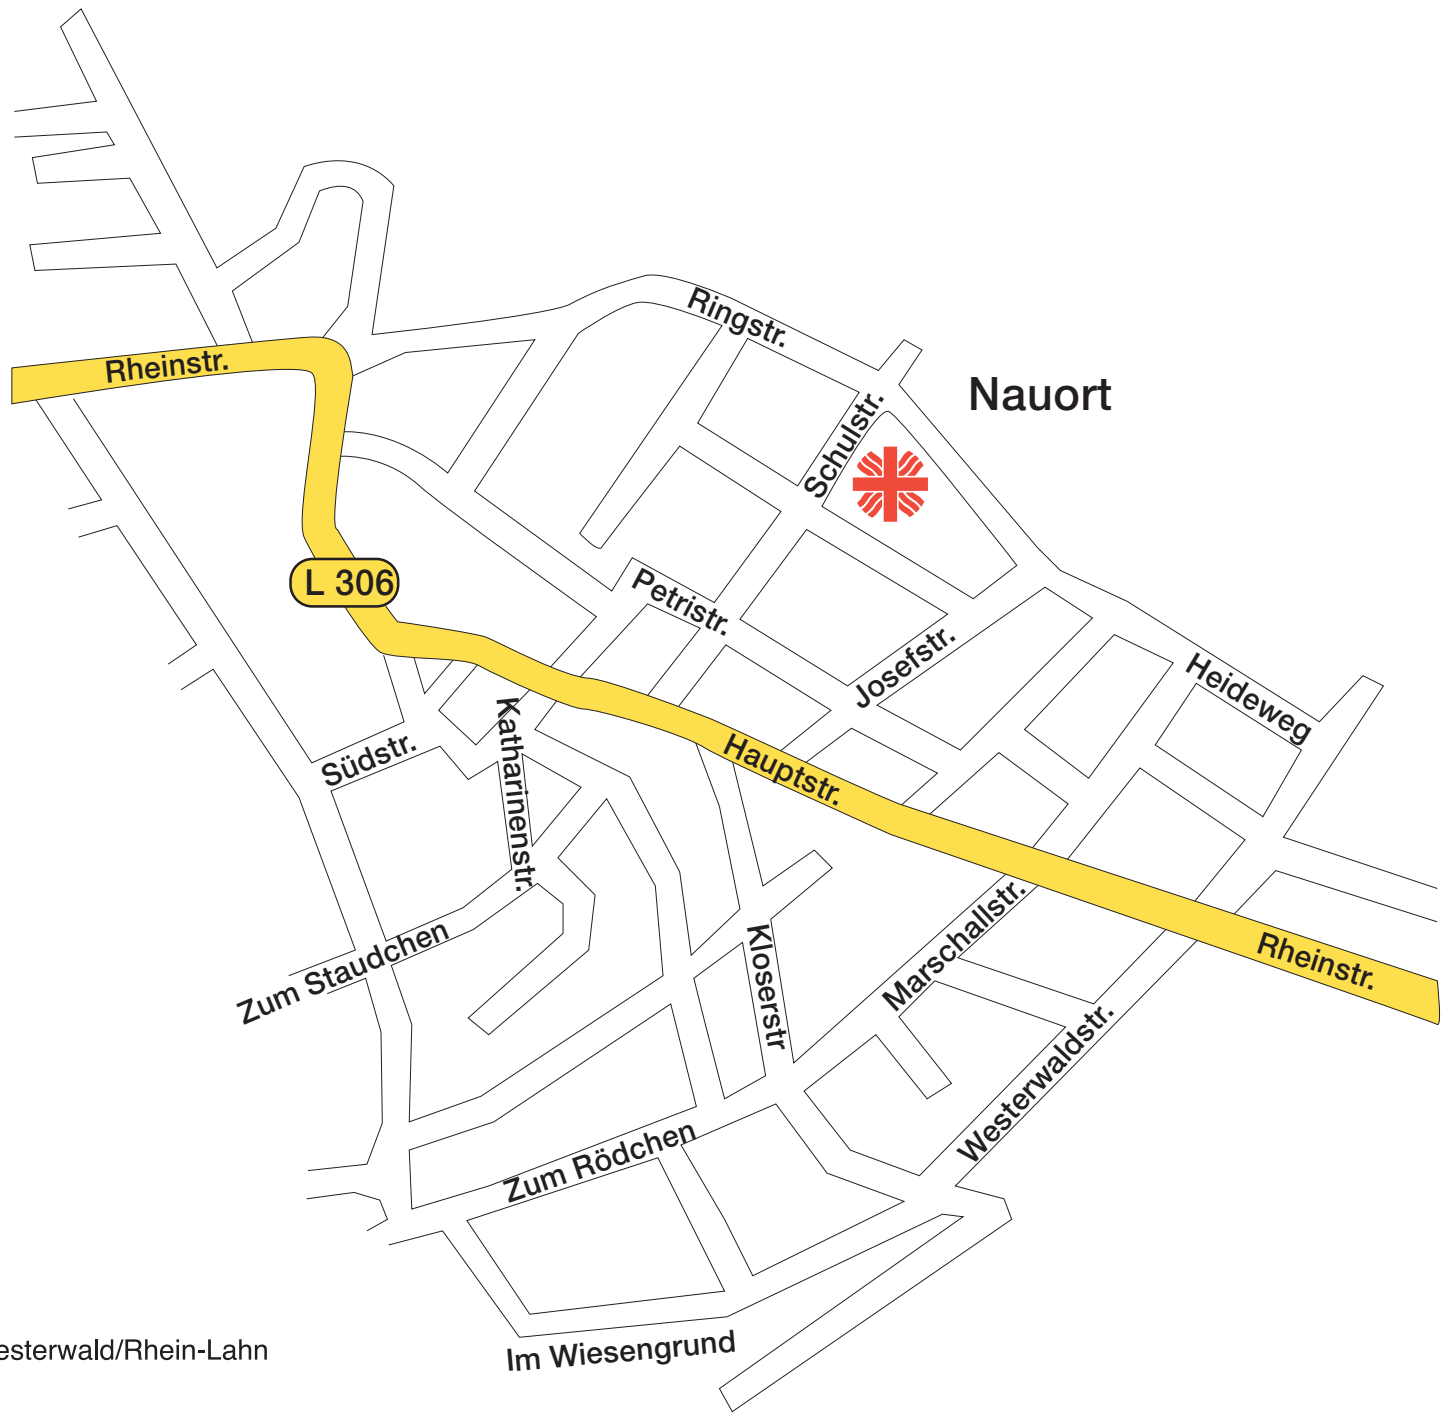 Ringstr.
Rheinstr.
Nauort
Schulstr.
L 306
Petristr.
Josefstr.
Heideweg
Katharinenstr.
Südstr.
Hauptstr.
Marschallstr.
Kloserstr
Rheinstr.
Zum Staudchen
Westerwaldstr.
Zum Rödchen
esterwald/Rhein-Lahn
Im Wiesengrund